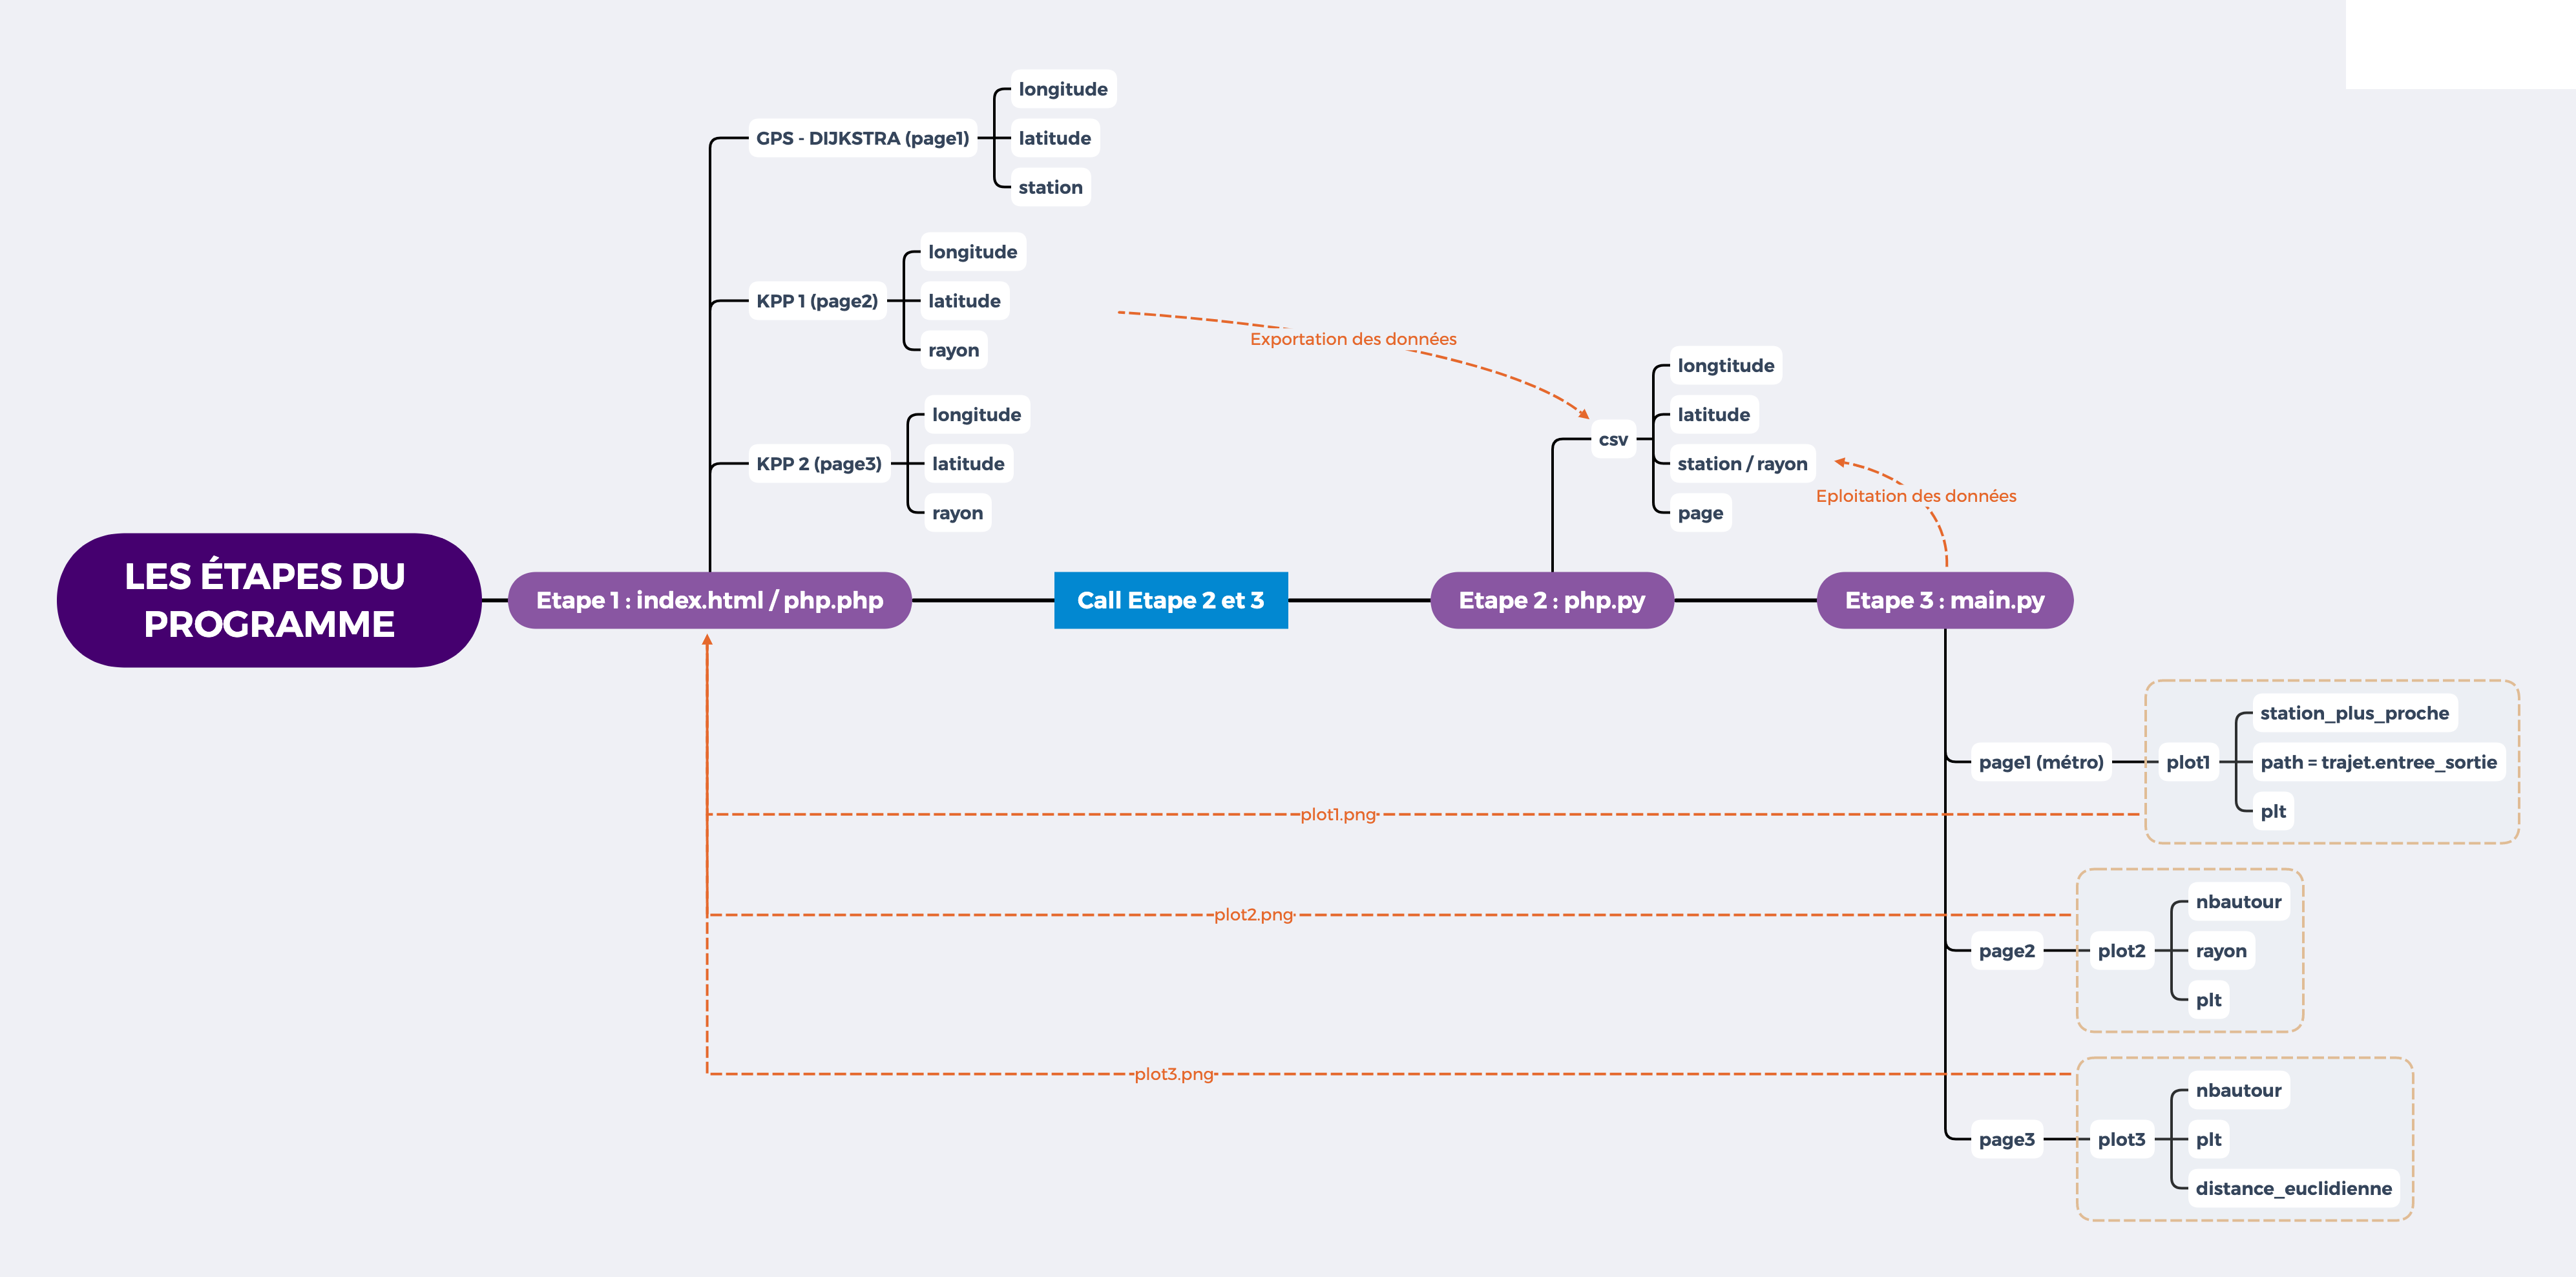 longitude
GPS - DIJKSTRA (page1)
latitude
station
longitude
KPP 1 (page2)
latitude
rayon
longitude
KPP 2 (page3)
latitude
rayon
Exportation des données
longtitude
latitude
csv
station / rayon
page
Eploitation des données
LES ÉTAPES DU
PROGRAMME
Etape 1 : index.html / php.php
Call Etape 2 et 3
Etape 2 : php.py
Etape 3 : main.py
station_plus_proche
page1 (métro)
plot1
path = trajet.entree_sortie
plt
plot1.png
nbautour
plot2.png
page2
plot2
rayon
plt
plot3.png
nbautour
page3
plot3
plt
distance_euclidienne